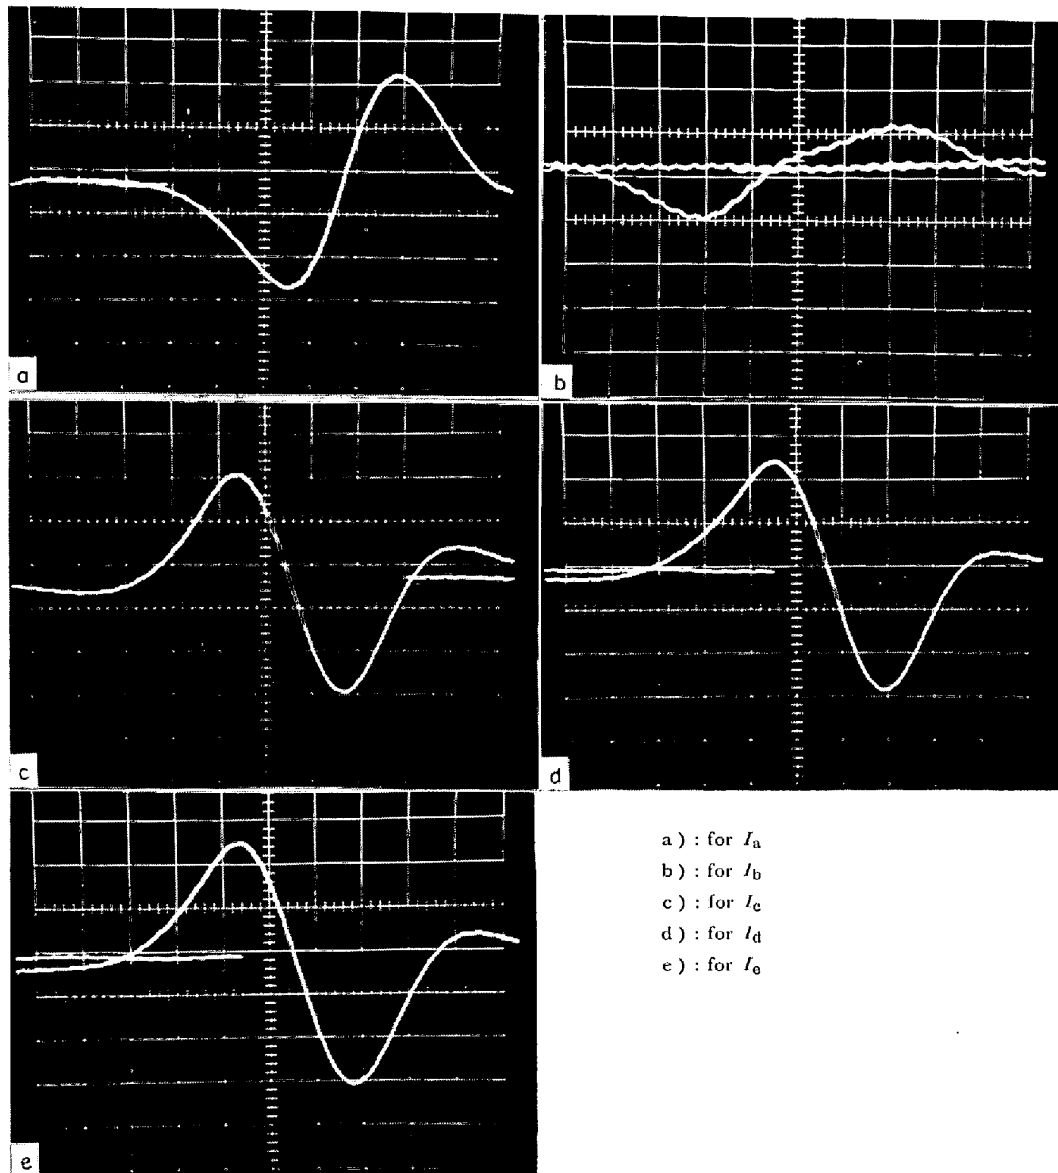 a
b
c
d
e
a ) : for Ia
b ) : for Ib
c ) : for Ic
d ) : for Id
e ) : for Ie